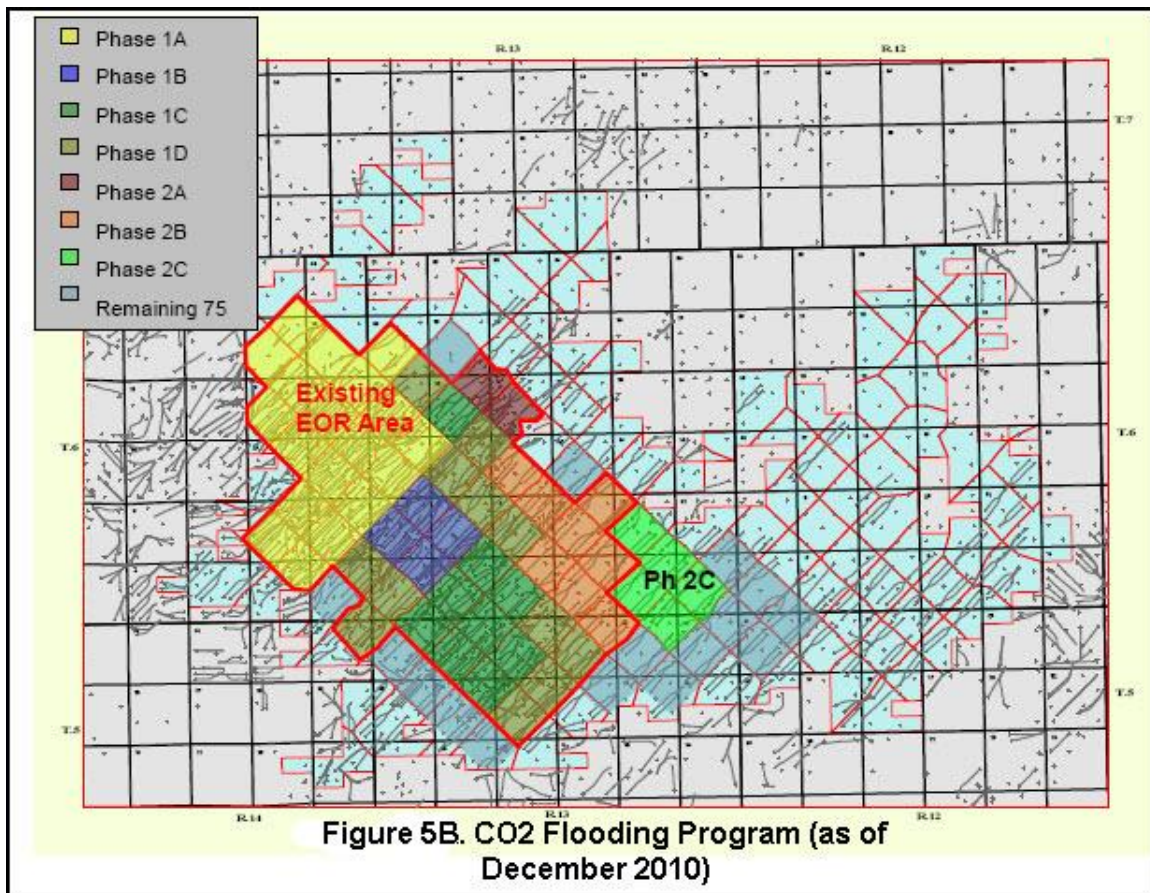 Phase 1A
Phase 1B
Phase 1C
Phase 1D
Phase 2A
Phase 2B
Phase 2C
Remaining 75
R.13
R.12
T.7
Existing
EOR Area
T.6
T.6
Ph 2C
T.5
T.5
R.14
R.13
R.12
Figure 5B. CO2 Flooding Program (as of
December 2010)